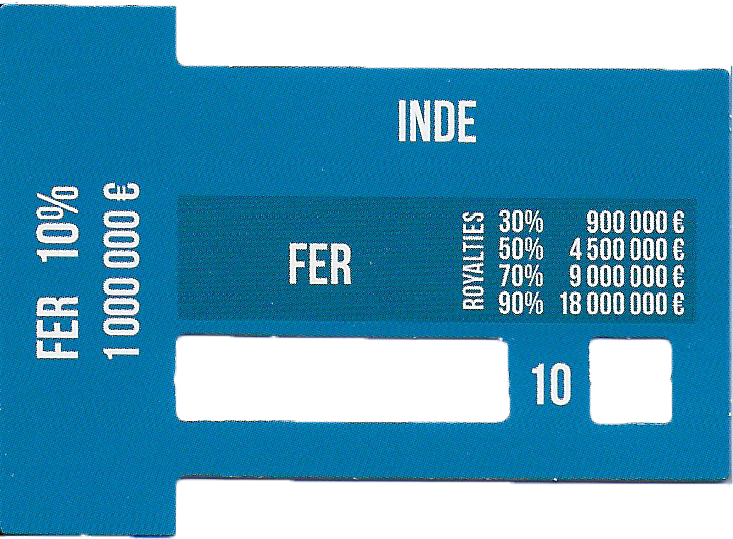 INDE
FER 10%
1 000 000 €
FER
ROYALTIES
30% 900 000 €
50% 4 500 000 €
70% 9 000 000 €
90% 18 000 000 €
10